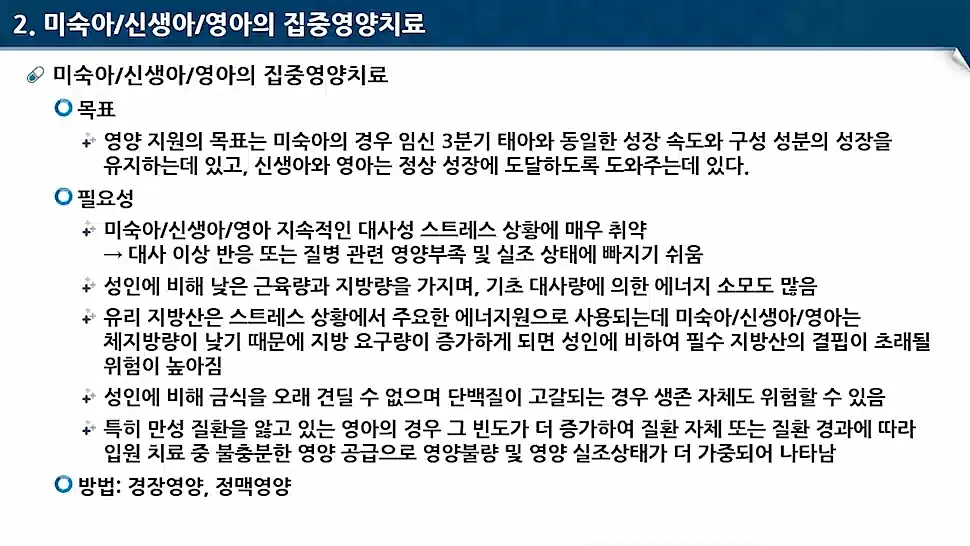 2. 미숙아/신생아/영아의 집중영양치료
미숙아/신생아/영아의 집중영양치료
목표
영양 지원의 목표는 미숙아의 경우 임신 3분기 태아와 동일한 성장 속도와 구성 성분의 성장을
유지하는데 있고, 신생아와 영아는 정상 성장에 도달하도록 도와주는데 있다.
필요성
미숙아/신생아/영아 지속적인 대사성 스트레스 상황에 매우 취약
→ 대사 이상 반응 또는 질병 관련 영양부족 및 실조 상태에 빠지기 쉬움
성인에 비해 낮은 근육량과 지방량을 가지며, 기초 대사량에 의한 에너지 소모도 많음
유리 지방산은 스트레스 상황에서 주요한 에너지원으로 사용되는데 미숙아/신생아/영아는
체지방량이 낮기 때문에 지방 요구량이 증가하게 되면 성인에 비하여 필수 지방산의 결핍이 초래될
위험이 높아짐
성인에 비해 금식을 오래 견딜 수 없으며 단백질이 고갈되는 경우 생존 자체도 위험할 수 있음
특히 만성 질환을 앓고 있는 영아의 경우 그 빈도가 더 증가하여 질환 자체 또는 질환 경과에 따라
입원 치료 중 불충분한 영양 공급으로 영양불량 및 영양 실조상태가 더 가중되어 나타남
방법: 경장영양, 정맥영양